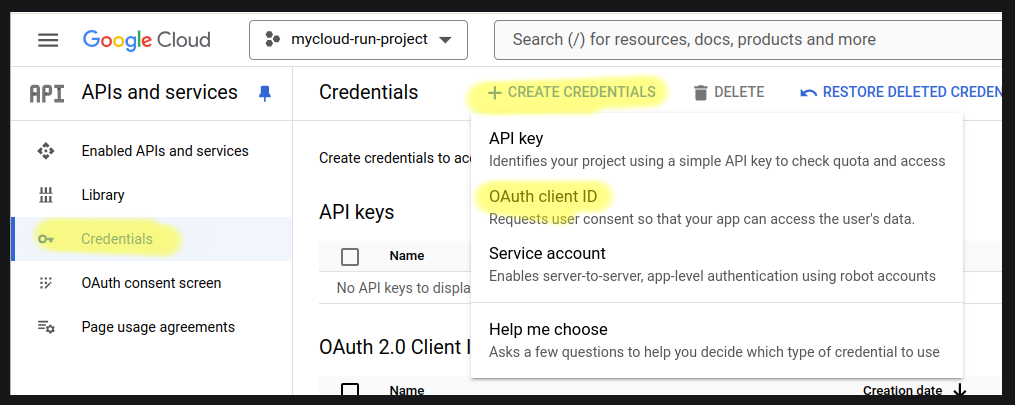 Google Cloud
mycloud-run-project
Search (/) for resources, docs, products and more
API
APIs and services
Credentials
CREATE CREDENTIALS
DELETE
RESTORE DELETED CREDEN
Enabled APIs and services
Library
Credentials
OAuth consent screen
Page usage agreements
Create credentials to acc
API key
Identifies your project using a simple API key to check quota and access
OAuth client ID
Requests user consent so that your app can access the user's data.
Service account
Enables server-to-server, app-level authentication using robot accounts
Help me choose
Asks a few questions to help you decide which type of credential to use
API keys
Name
No API keys to displa
OAuth 2.0 Client I
Name
Creation date